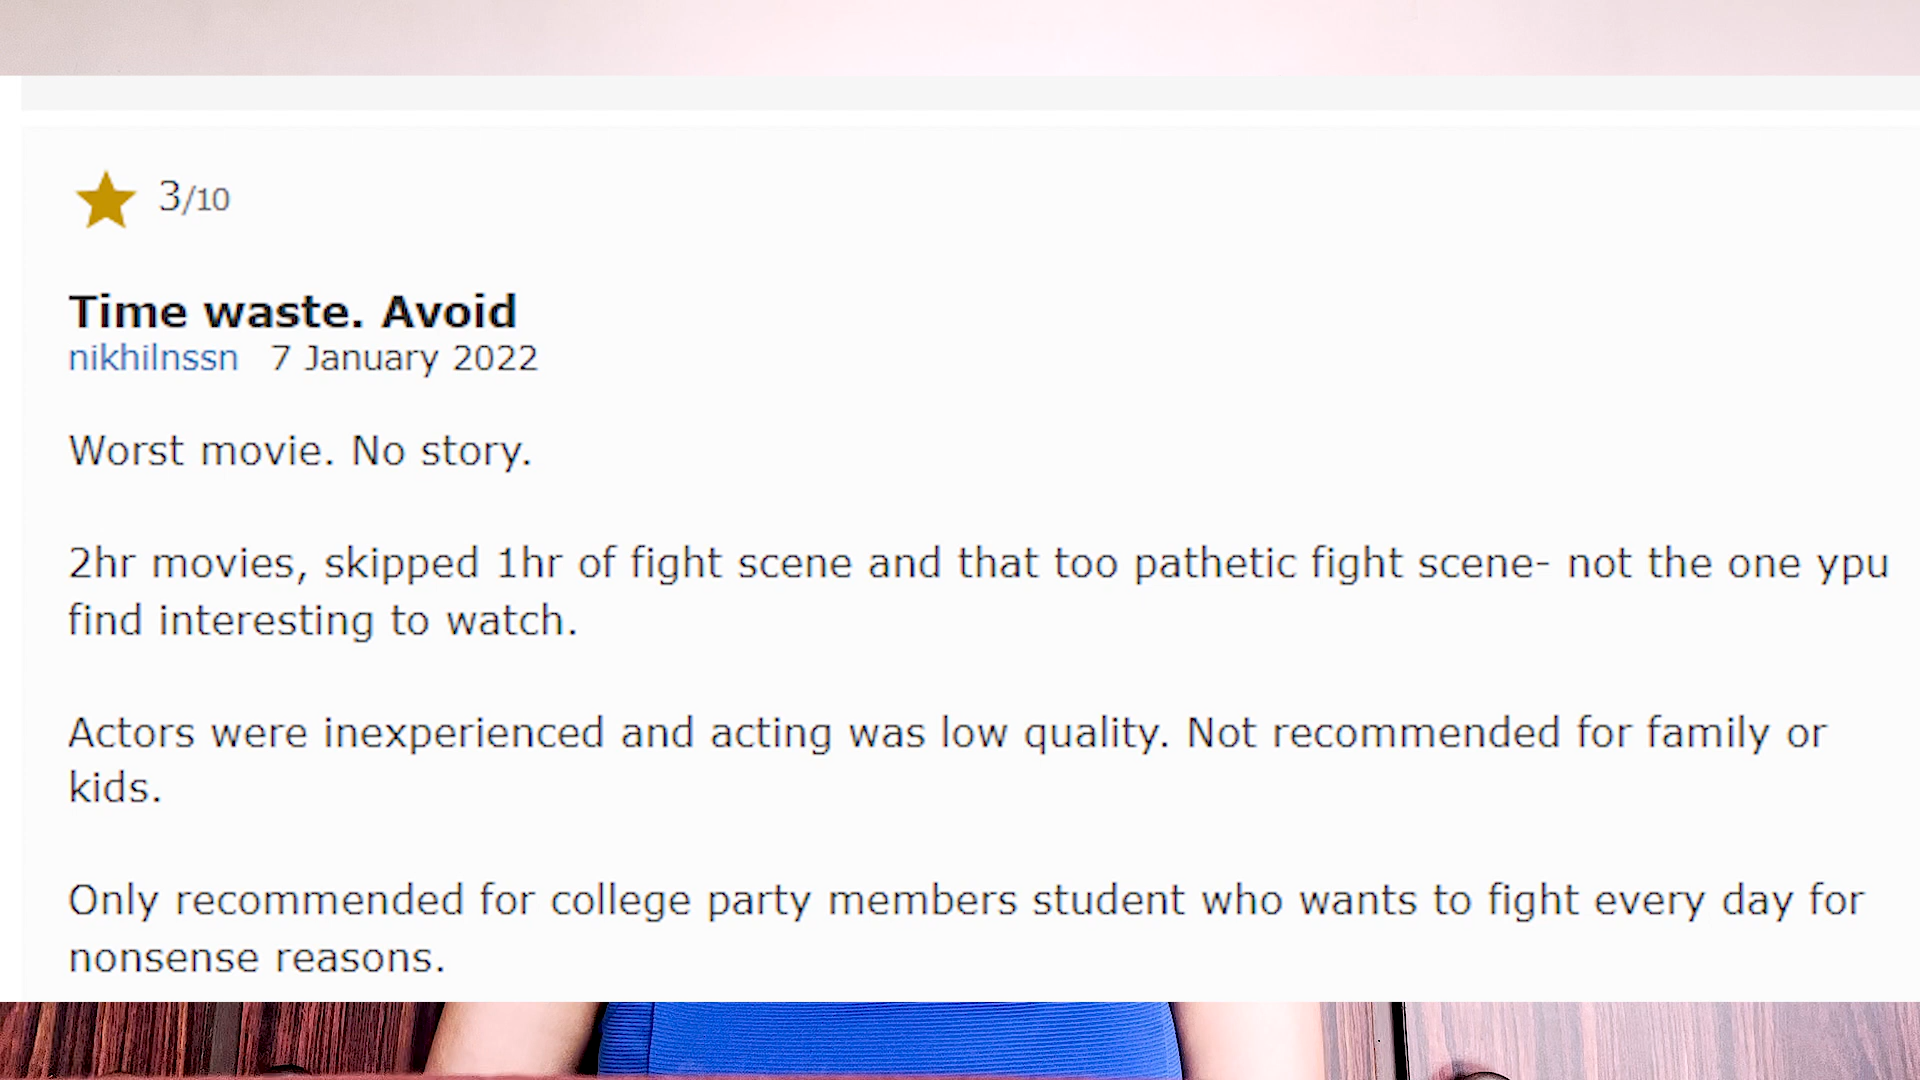 3/10
Time waste. Avoid
nikhilnssn 7 January 2022
Worst movie. No story.
2hr movies, skipped 1hr of fight scene and that too pathetic fight scene- not the one ypu
find interesting to watch.
Actors were inexperienced and acting was low quality. Not recommended for family or
kids.
Only recommended for college party members student who wants to fight every day for
nonsense reasons.